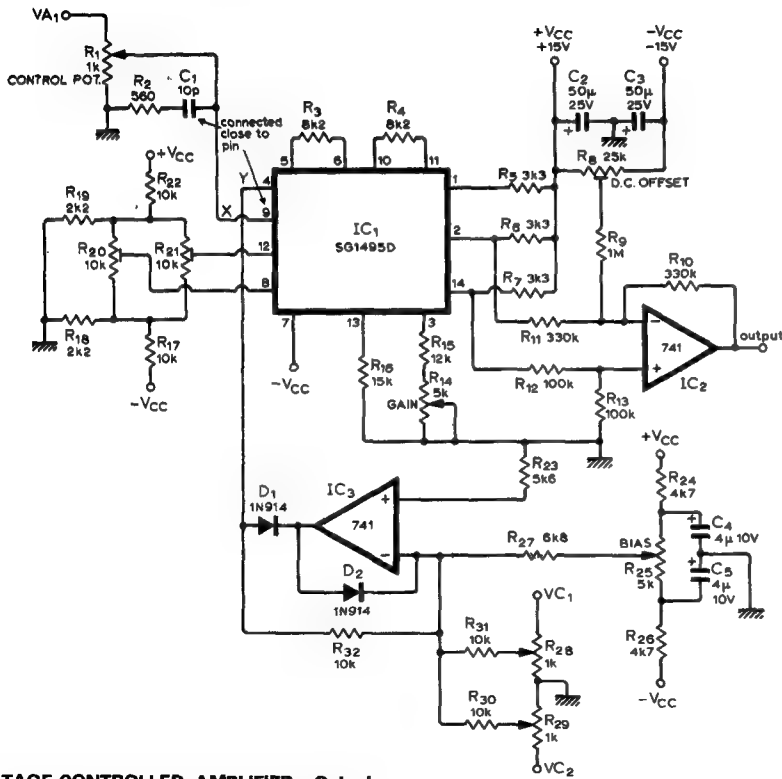 VA₁
R₁
1k
CONTROL POT.
R₂
560
C₁
10p
connected
close to
pin
+VCC
R₂₂
10k
R₁₉
2k2
R₂₀
10k
R₂₁
10k
R₁₈
2k2
R₁₇
10k
-VCC
R₃
8k2
R₄
8k2
5
6
10
11
Y
4
X
9
12
8
7
13
3
1
2
14
IC₁
SG1495D
-VCC
R₁₆
15k
R₁₅
12k
R₁₄
5k
GAIN
R₅ 3k3
R₆ 3k3
R₇ 3k3
+VCC
+15V
-VCC
-15V
C₂
50µ
25V
C₃
50µ
25V
+
+
R₈ 25k
D.C. OFFSET
R₉
1M
R₁₀
330k
R₁₁ 330k
R₁₂ 100k
R₁₃
100k
-
741
+
IC₂
output
R₂₃
5k6
IC₃
741
+
-
D₁
1N914
D₂
1N914
R₂₇ 6k8
BIAS
R₂₅
5k
+VCC
R₂₄
4k7
+
C₄
4µ 10V
+
C₅
4µ
10V
R₂₆
4k7
-VCC
R₃₂
10k
R₃₁
10k
R₃₀
10k
VC₁
R₂₈
1k
R₂₉
1k
VC₂